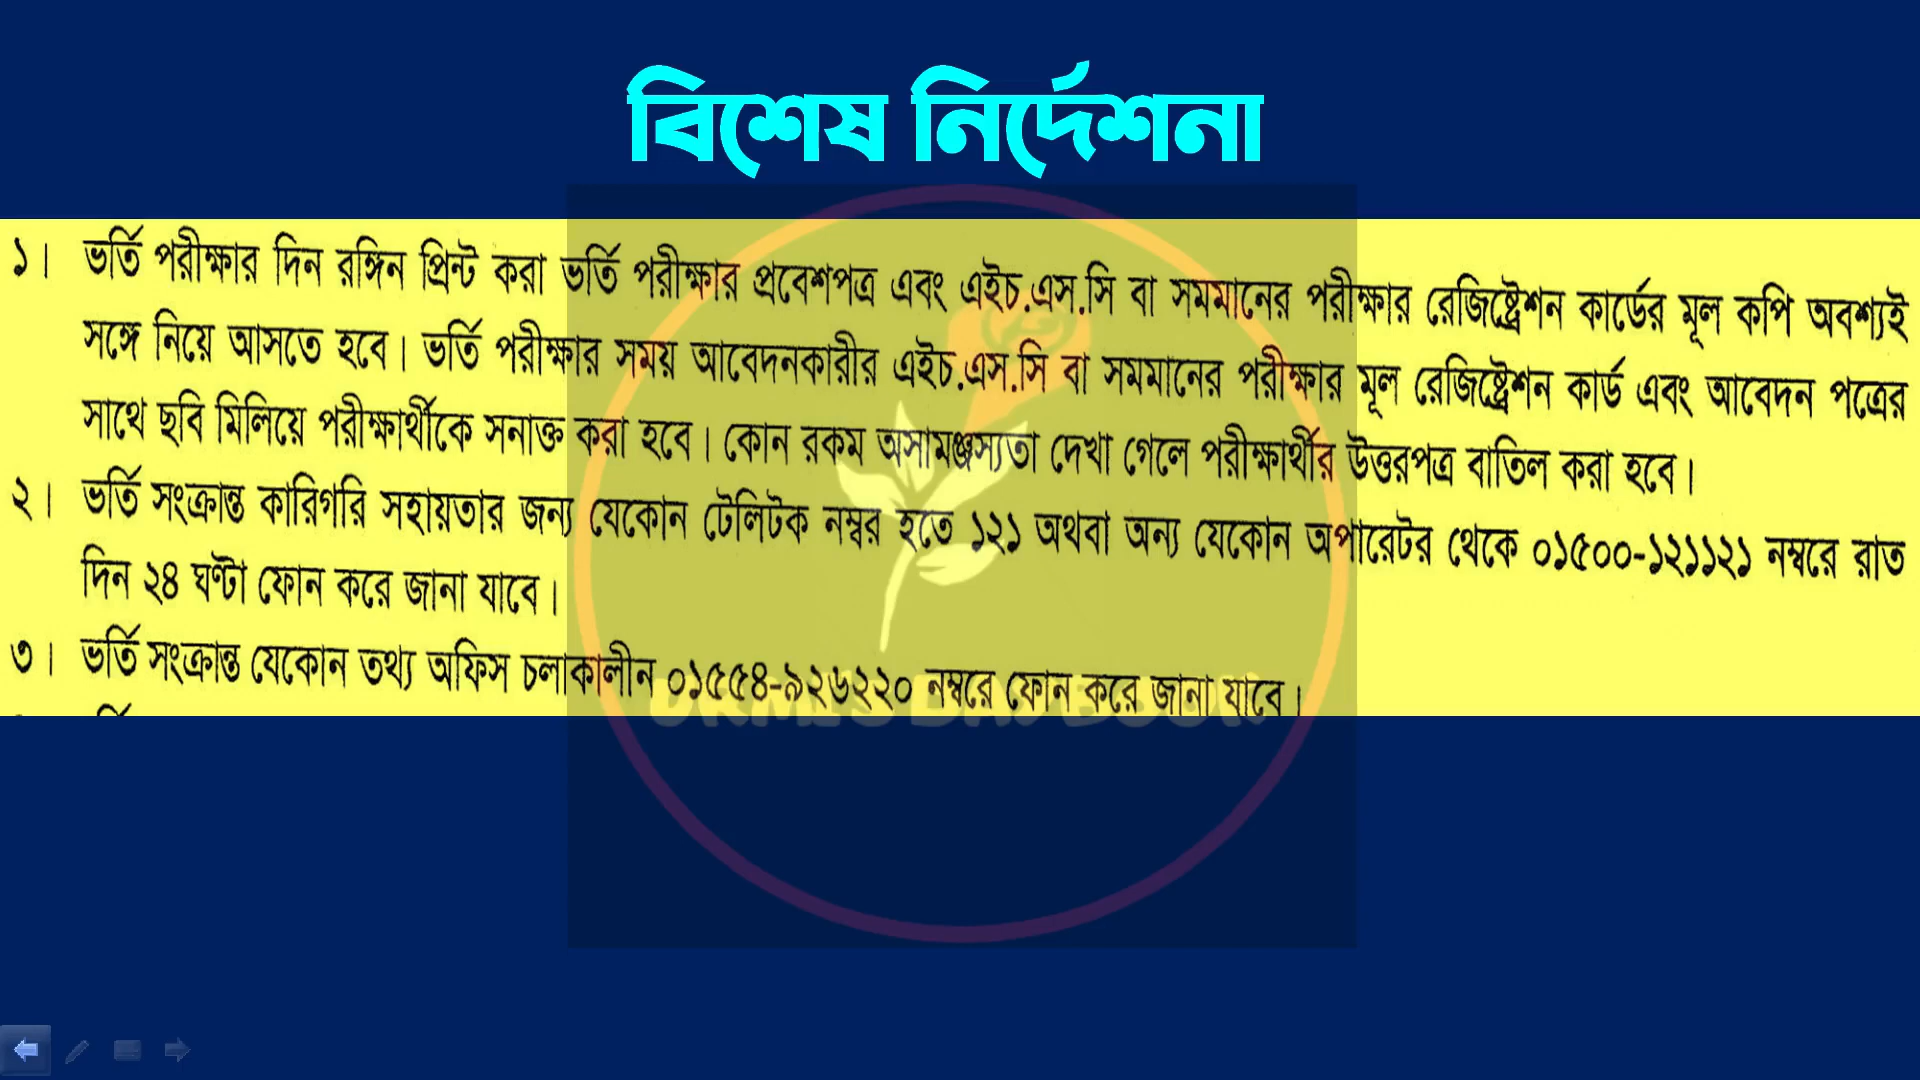 বিশেষ নির্দেশনা
১। ভর্তি পরীক্ষার দিন রঙ্গিন প্রিন্ট করা ভর্তি পরীক্ষার প্রবেশপত্র এবং এইচ.এস.সি বা সমমানের পরীক্ষার রেজিষ্ট্রেশন কার্ডের মূল কপি অবশ্যই
সঙ্গে নিয়ে আসতে হবে। ভর্তি পরীক্ষার সময় আবেদনকারীর এইচ.এস.সি বা সমমানের পরীক্ষার মূল রেজিষ্ট্রেশন কার্ড এবং আবেদন পত্রের
সাথে ছবি মিলিয়ে পরীক্ষার্থীকে সনাক্ত করা হবে। কোন রকম অসামঞ্জস্যতা দেখা গেলে পরীক্ষার্থীর উত্তরপত্র বাতিল করা হবে।
২। ভর্তি সংক্রান্ত কারিগরি সহায়তার জন্য যেকোন টেলিটক নম্বর হতে ১২১ অথবা অন্য যেকোন অপারেটর থেকে ০১৫০০-১২১১২১ নম্বরে রাত
দিন ২৪ ঘণ্টা ফোন করে জানা যাবে।
৩। ভর্তি সংক্রান্ত যেকোন তথ্য অফিস চলাকালীন ০১৫৫৪-৯২৬২২০ নম্বরে ফোন করে জানা যাবে।